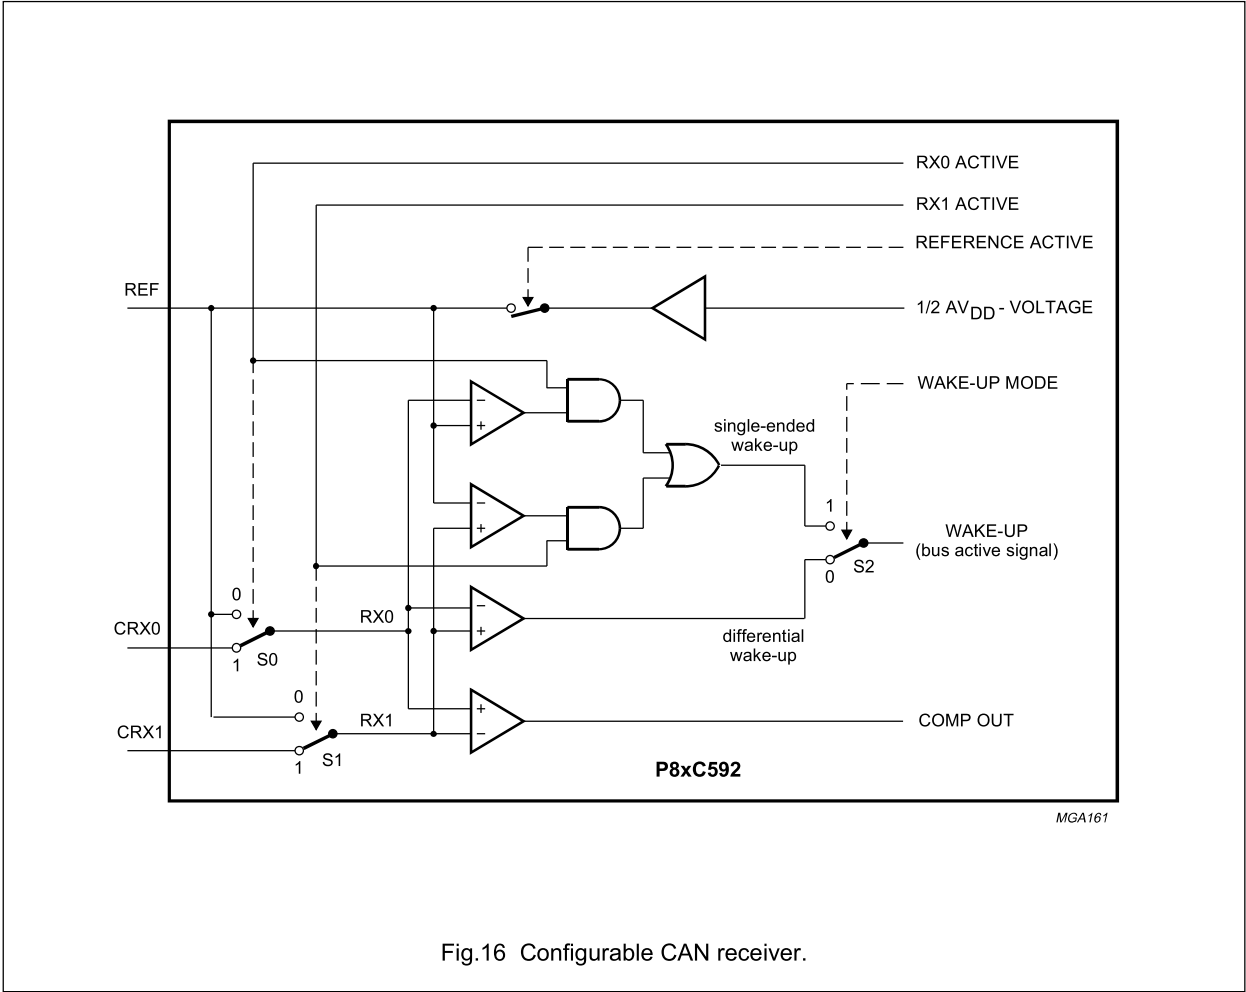 RX0 ACTIVE
RX1 ACTIVE
REFERENCE ACTIVE
REF
1/2 AVDD - VOLTAGE
WAKE-UP MODE
−
+
single-ended
wake-up
−
+
1
WAKE-UP
(bus active signal)
S2
0
0
−
+
RX0
CRX0
1
S0
differential
wake-up
0
+
−
RX1
COMP OUT
CRX1
1
S1
P8xC592
MGA161
Fig.16 Configurable CAN receiver.